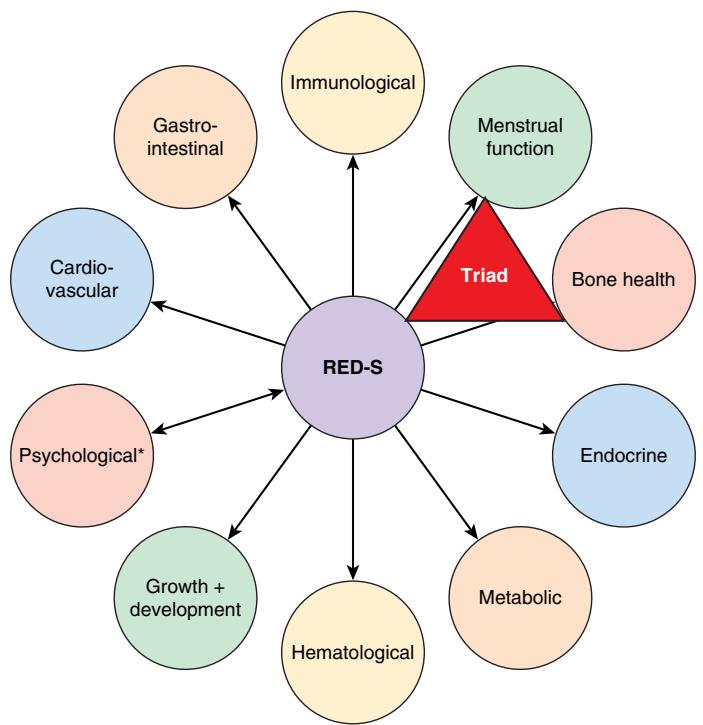 Immunological
Gastro-
intestinal
Menstrual
function
Cardio-
vascular
Triad
Bone health
RED-S
Psychological*
Endocrine
Growth +
development
Metabolic
Hematological